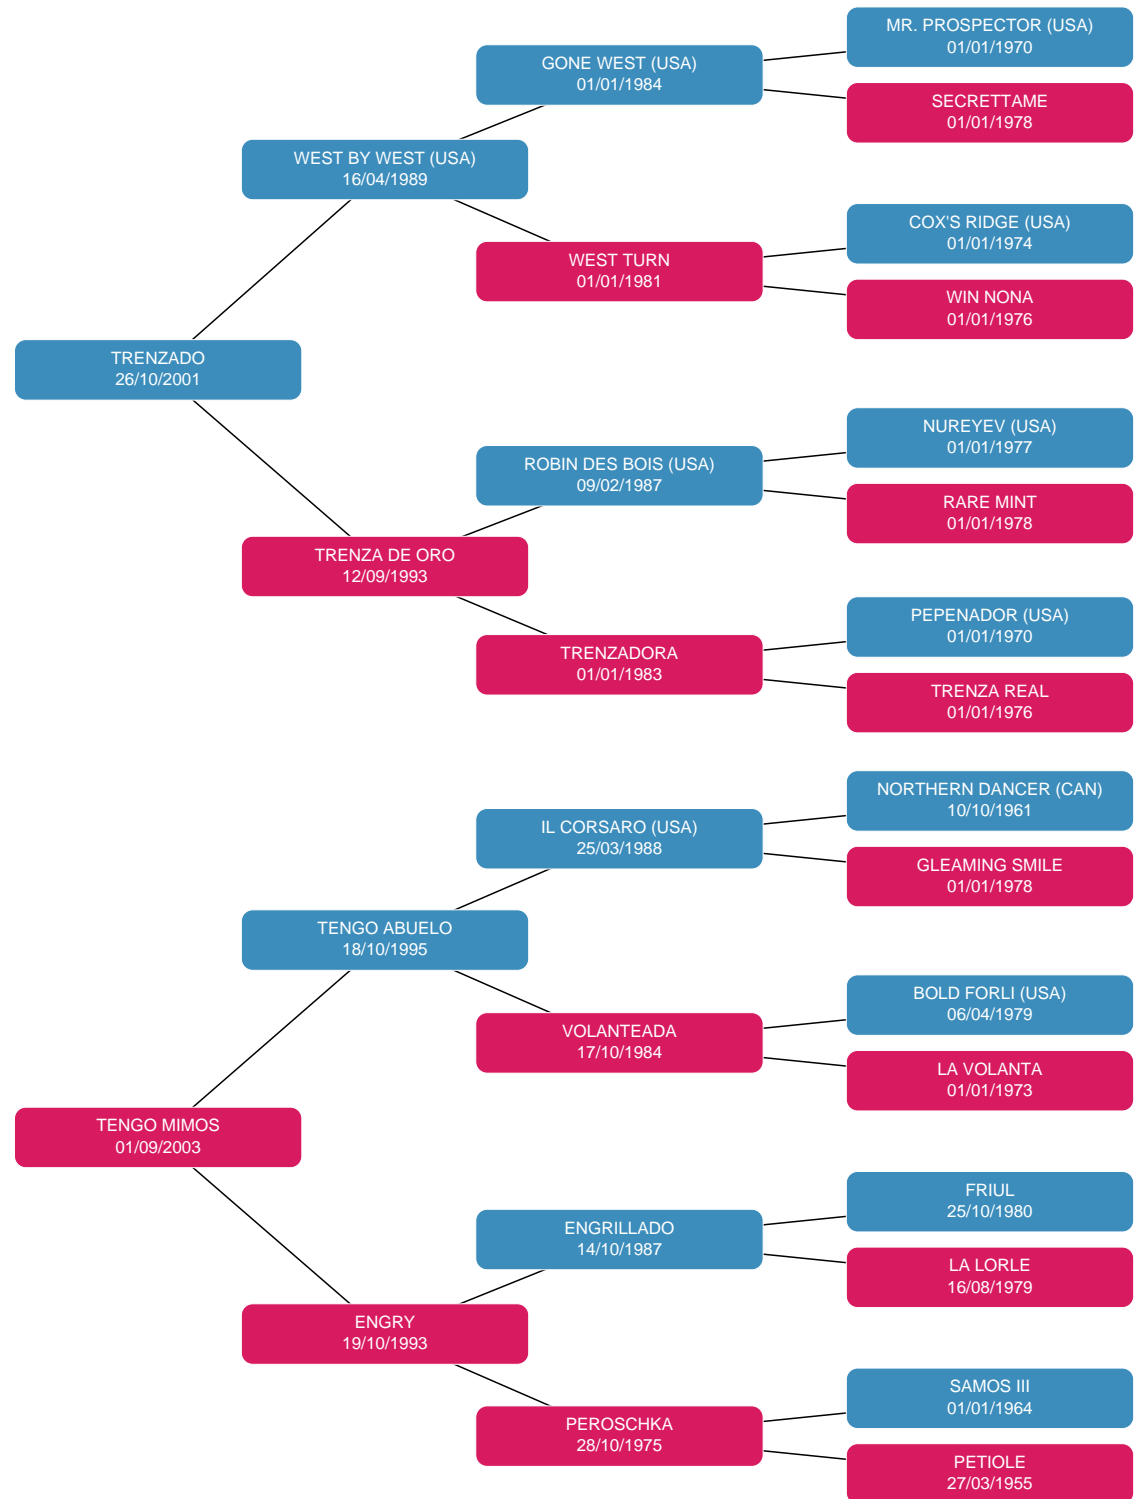 MR. PROSPECTOR (USA)
01/01/1970
GONE WEST (USA)
01/01/1984
SECRETTAME
01/01/1978
WEST BY WEST (USA)
16/04/1989
COX'S RIDGE (USA)
01/01/1974
WEST TURN
01/01/1981
WIN NONA
01/01/1976
TRENZADO
26/10/2001
NUREYEV (USA)
01/01/1977
ROBIN DES BOIS (USA)
09/02/1987
RARE MINT
01/01/1978
TRENZA DE ORO
12/09/1993
PEPENADOR (USA)
01/01/1970
TRENZADORA
01/01/1983
TRENZA REAL
01/01/1976
NORTHERN DANCER (CAN)
10/10/1961
IL CORSARO (USA)
25/03/1988
GLEAMING SMILE
01/01/1978
TENGO ABUELO
18/10/1995
BOLD FORLI (USA)
06/04/1979
VOLANTEADA
17/10/1984
LA VOLANTA
01/01/1973
TENGO MIMOS
01/09/2003
FRIUL
25/10/1980
ENGRILLADO
14/10/1987
LA LORLE
16/08/1979
ENGRY
19/10/1993
SAMOS III
01/01/1964
PEROSCHKA
28/10/1975
PETIOLE
27/03/1955